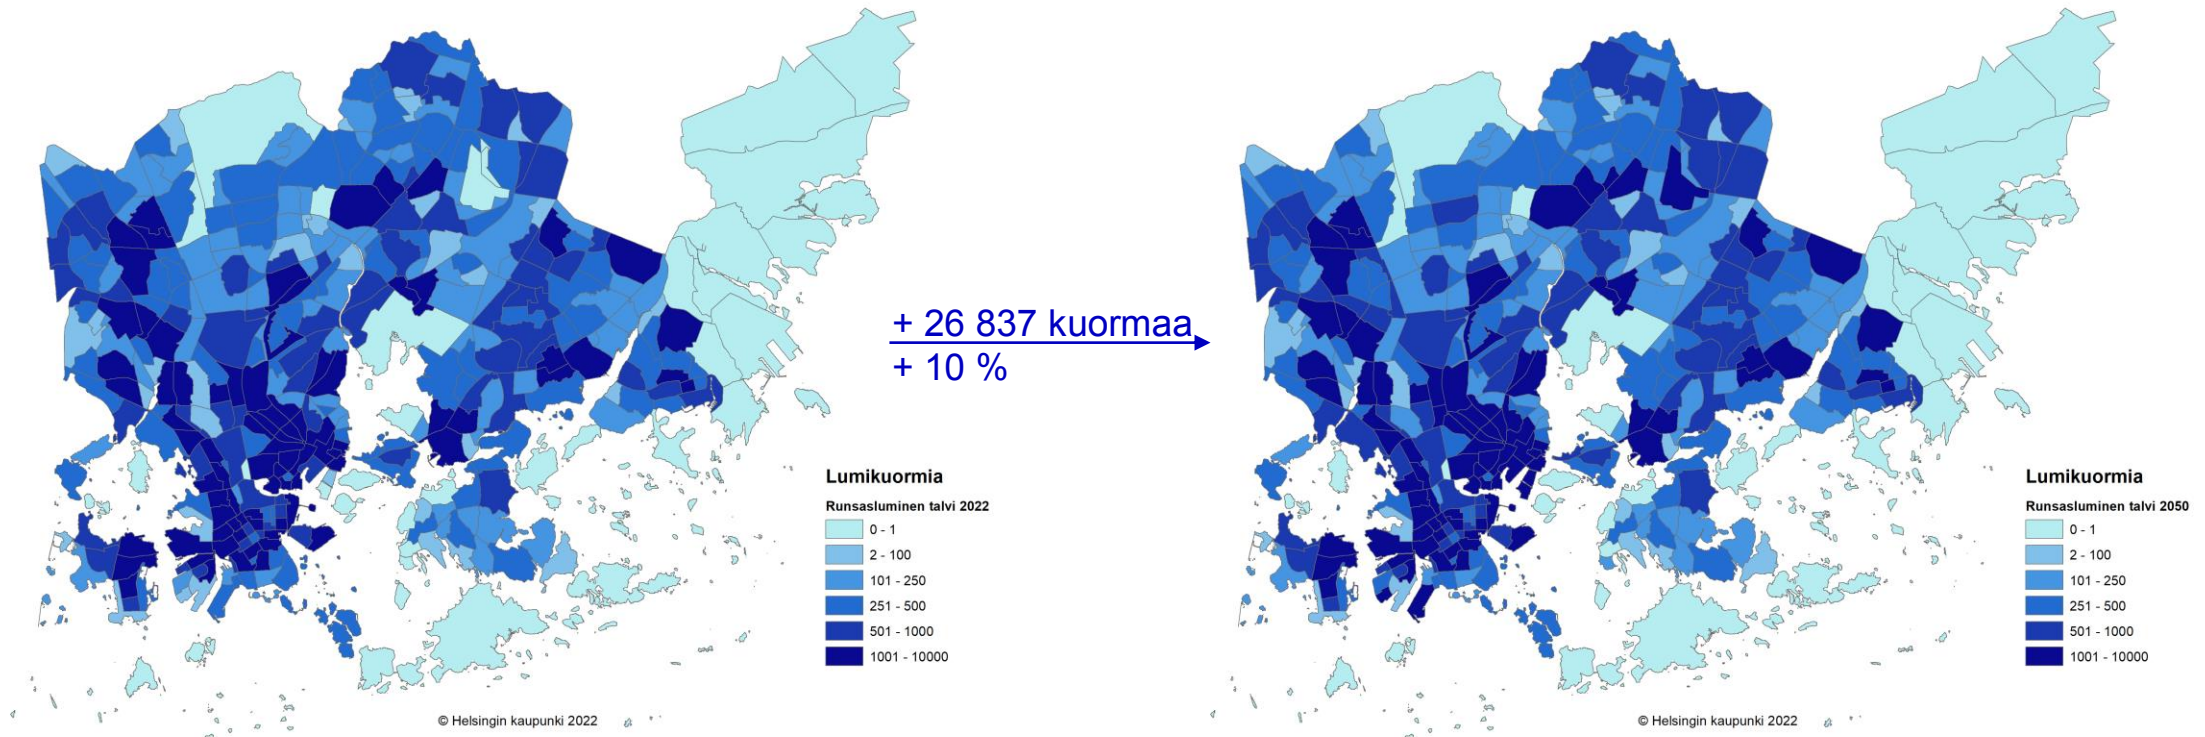 + 26 837 kuormaa
+ 10 %
Lumikuormia
Runsasluminen talvi 2022
0 - 1
2 - 100
101 - 250
251 - 500
501 - 1000
1001 - 10000
© Helsingin kaupunki 2022
Lumikuormia
Runsasluminen talvi 2050
0 - 1
2 - 100
101 - 250
251 - 500
501 - 1000
1001 - 10000
© Helsingin kaupunki 2022